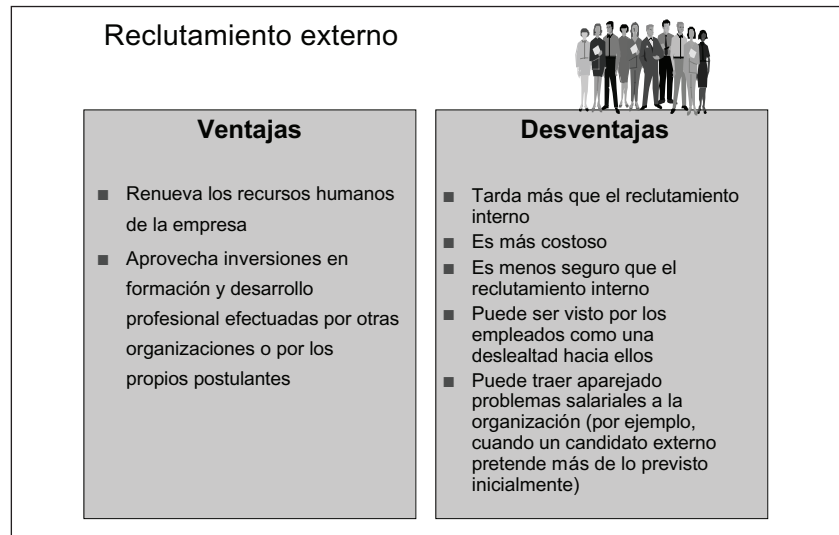 Reclutamiento externo
Ventajas
■ Renueva los recursos humanos
de la empresa
■ Aprovecha inversiones en
formación y desarrollo
profesional efectuadas por otras
organizaciones o por los
propios postulantes
Desventajas
■ Tarda más que el reclutamiento
interno
■ Es más costoso
■ Es menos seguro que el
reclutamiento interno
■ Puede ser visto por los
empleados como una
deslealtad hacia ellos
■ Puede traer aparejado
problemas salariales a la
organización (por ejemplo,
cuando un candidato externo
pretende más de lo previsto
inicialmente)